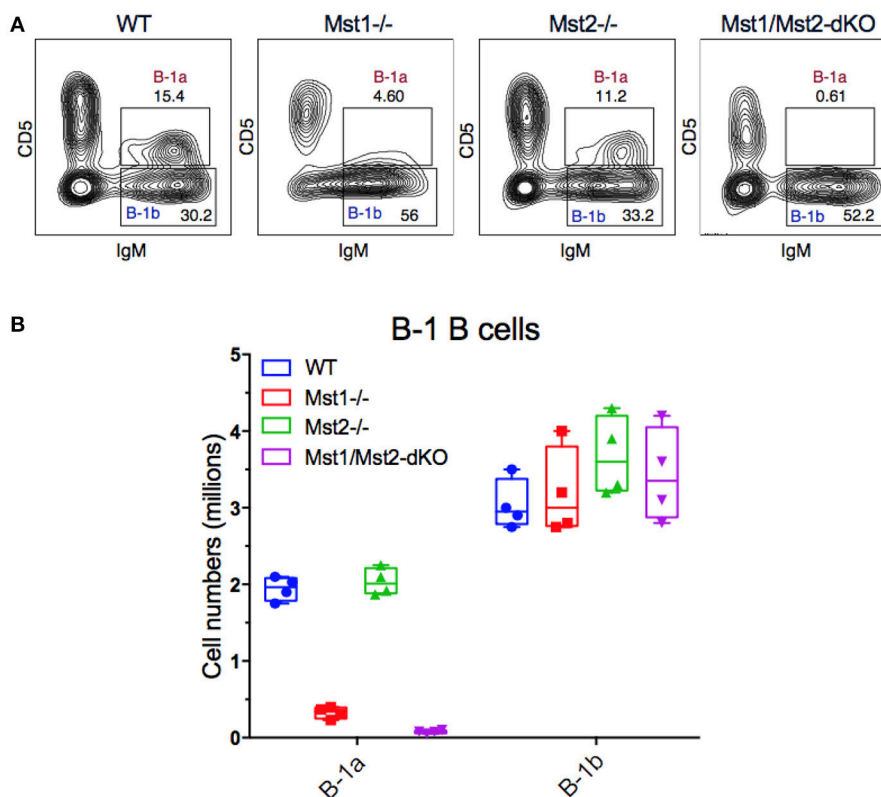 A
WT Mst1-/- Mst2-/- Mst1/Mst2-dKO
B-1a B-1a B-1a B-1a
15.4 4.60 11.2 0.61
CD5 CD5 CD5 CD5
B-1b 30.2 B-1b 56 B-1b 33.2 B-1b 52.2
IgM IgM IgM IgM
B
B-1 B cells
WT
Mst1-/-
Mst2-/-
Mst1/Mst2-dKO
Cell numbers (millions)
5
4
3
2
1
0
B-1a B-1b